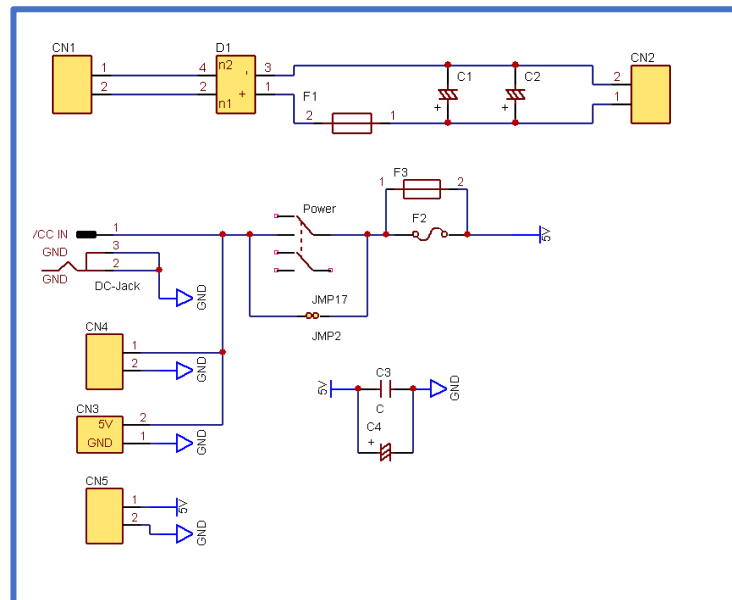 CN1
1
2
D1
4
2
n2
-
n1
+
3
1
F1
2
1
C1
+
C2
+
CN2
2
1
/CC IN
1
GND
3
GND
2
DC-Jack
GND
Power
JMP17
JMP2
F3
1
2
F2
5V
CN4
1
2
GND
CN3
5V
2
GND
1
GND
C3
5V
C
GND
C4
+
CN5
1
2
5V
GND